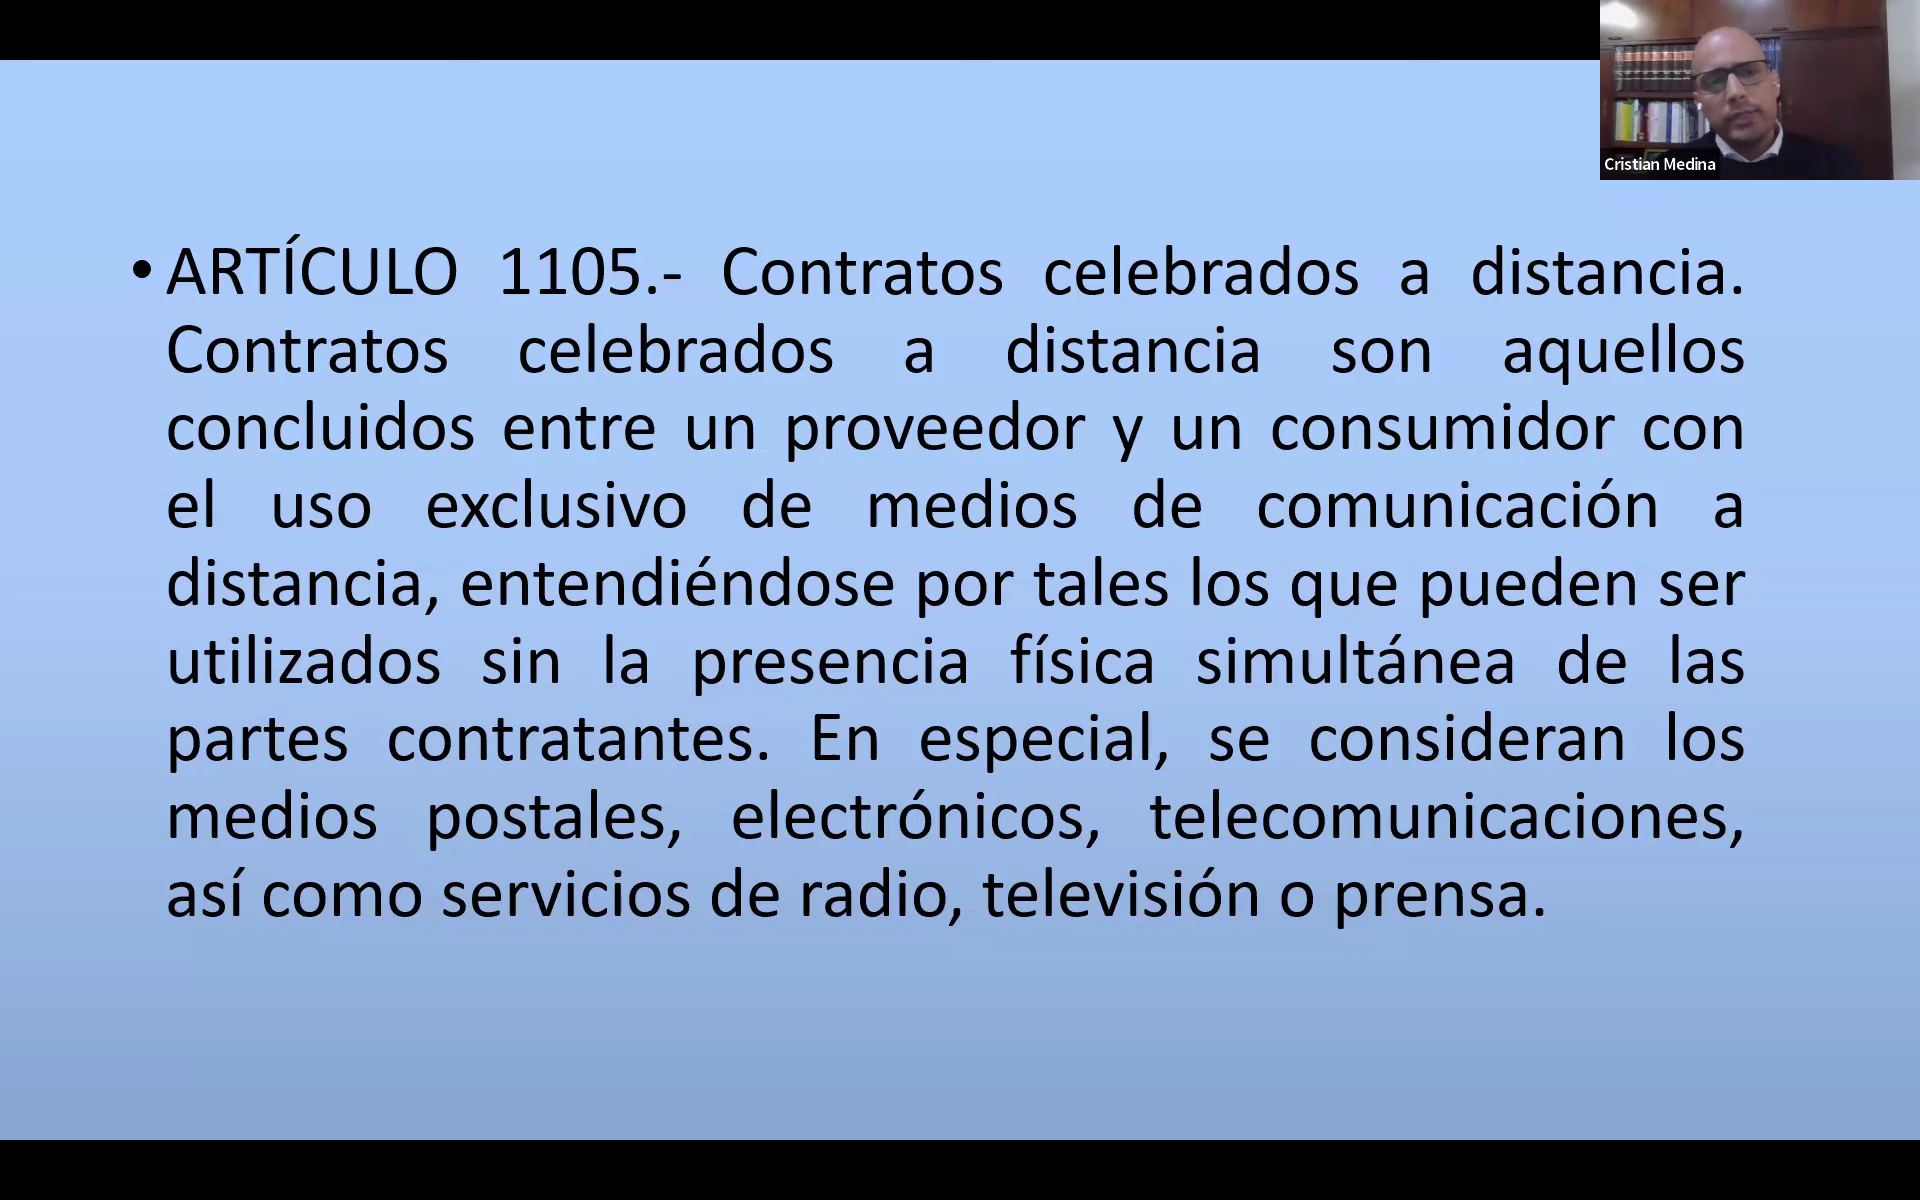 Cristian Medina
• ARTÍCULO 1105.- Contratos celebrados a distancia.
Contratos celebrados a distancia son aquellos
concluidos entre un proveedor y un consumidor con
el uso exclusivo de medios de comunicación a
distancia, entendiéndose por tales los que pueden ser
utilizados sin la presencia física simultánea de las
partes contratantes. En especial, se consideran los
medios postales, electrónicos, telecomunicaciones,
así como servicios de radio, televisión o prensa.